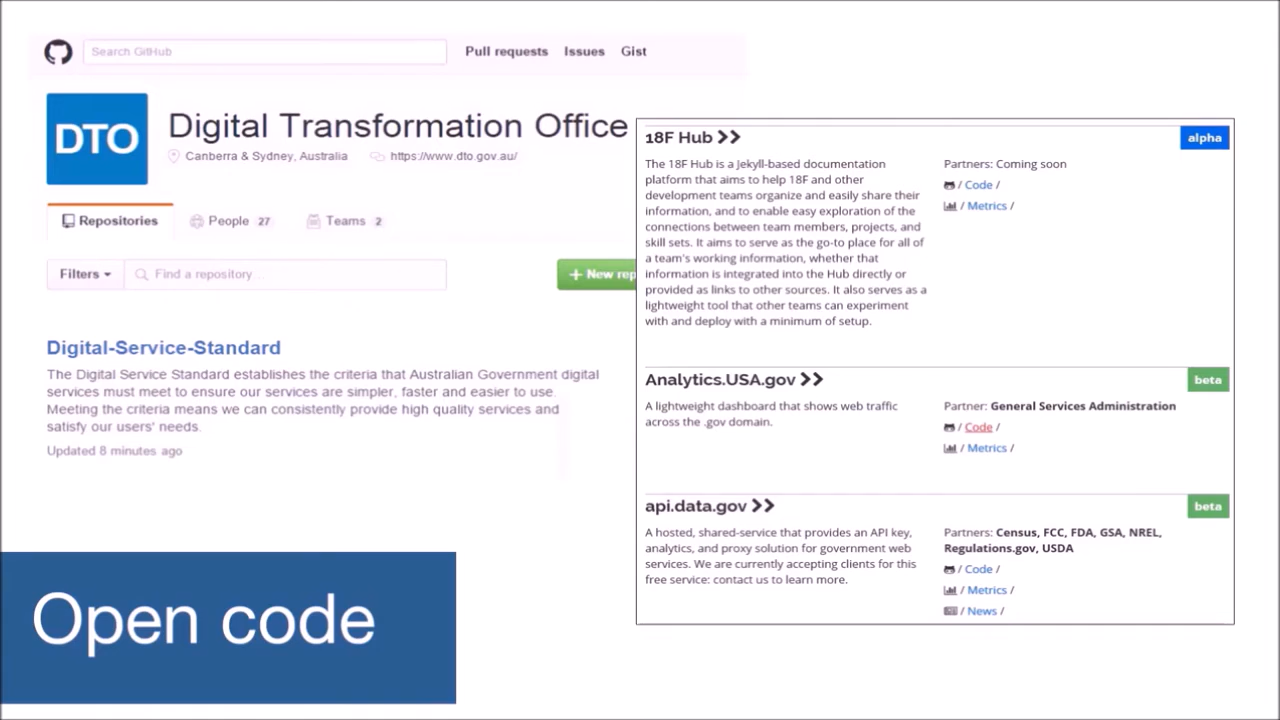 Search GitHub
Pull requests Issues Gist
DTO
Digital Transformation Office
Canberra & Sydney, Australia https://www.dto.gov.au/
Repositories People 27 Teams 2
Filters Find a repository...
+ New rep
Digital-Service-Standard
The Digital Service Standard establishes the criteria that Australian Government digital
services must meet to ensure our services are simpler, faster and easier to use.
Meeting the criteria means we can consistently provide high quality services and
satisfy our users' needs.
Updated 8 minutes ago
18F Hub
alpha
The 18F Hub is a Jekyll-based documentation
platform that aims to help 18F and other
development teams organize and easily share their
information, and to enable easy exploration of the
connections between team members, projects, and
skill sets. It aims to serve as the go-to place for all of
a team's working information, whether that
information is integrated into the Hub directly or
provided as links to other sources. It also serves as a
lightweight tool that other teams can experiment
with and deploy with a minimum of setup.
Partners: Coming soon
/ Code /
/ Metrics /
Analytics.USA.gov
beta
A lightweight dashboard that shows web traffic
across the .gov domain.
Partner: General Services Administration
/ Code /
/ Metrics /
api.data.gov
beta
A hosted, shared-service that provides an API key,
analytics, and proxy solution for government web
services. We are currently accepting clients for this
free service: contact us to learn more.
Partners: Census, FCC, FDA, GSA, NREL,
Regulations.gov, USDA
/ Code /
/ Metrics /
/ News /
Open code